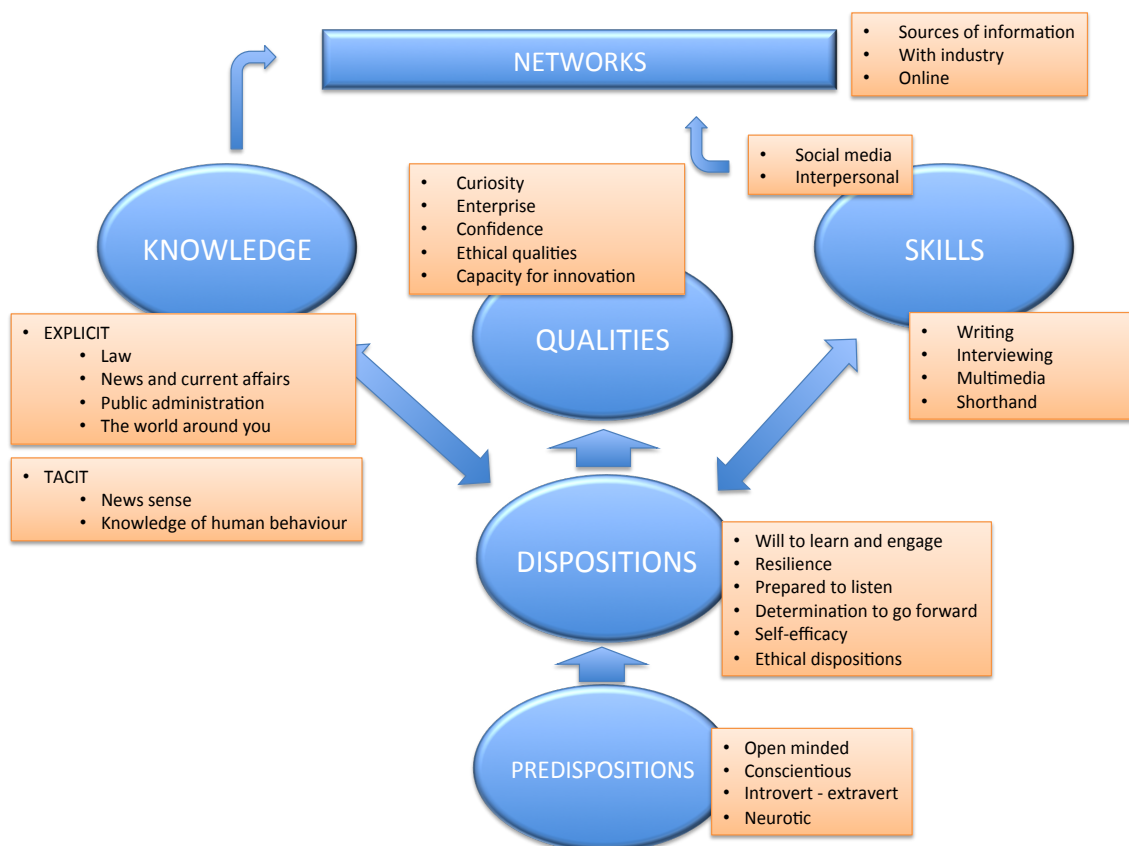 NETWORKS
• Sources of information
• With industry
• Online
• Social media
• Interpersonal
KNOWLEDGE
• Curiosity
• Enterprise
• Confidence
• Ethical qualities
• Capacity for innovation
SKILLS
QUALITIES
• EXPLICIT
• Law
• News and current affairs
• Public administration
• The world around you
• Writing
• Interviewing
• Multimedia
• Shorthand
• TACIT
• News sense
• Knowledge of human behaviour
DISPOSITIONS
• Will to learn and engage
• Resilience
• Prepared to listen
• Determination to go forward
• Self-efficacy
• Ethical dispositions
PREDISPOSITIONS
• Open minded
• Conscientious
• Introvert - extravert
• Neurotic